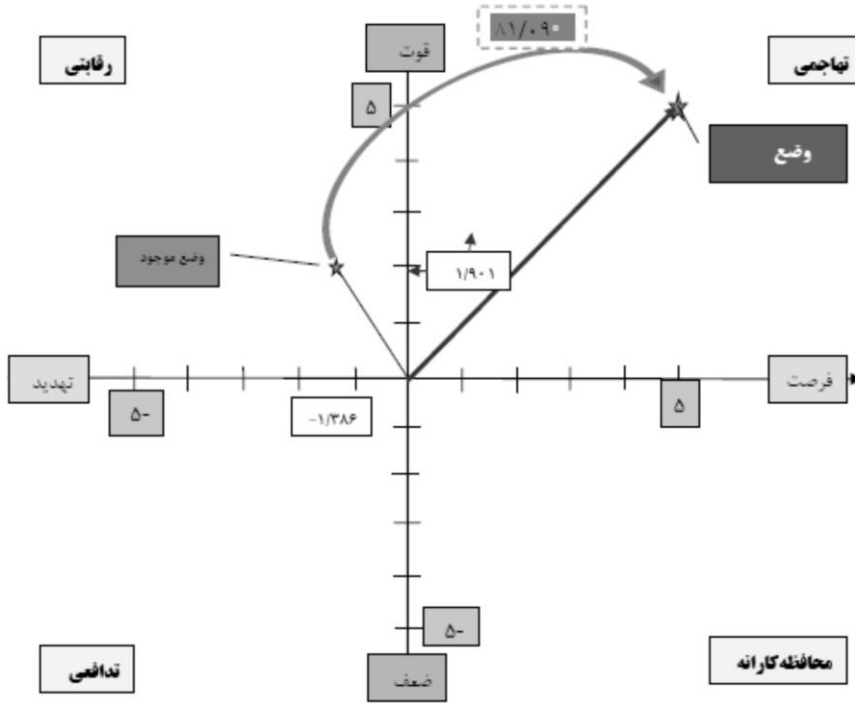 ۸۱/۰۹۰
قوت
رقابتی
تهاجمی
۵
وضع
وضع موجود
۱/۹۰۱
تهدید
فرصت
-۵
-۱/۳۸۶
۵
-۵
تدافعی
ضعف
محافظه‌کارانه